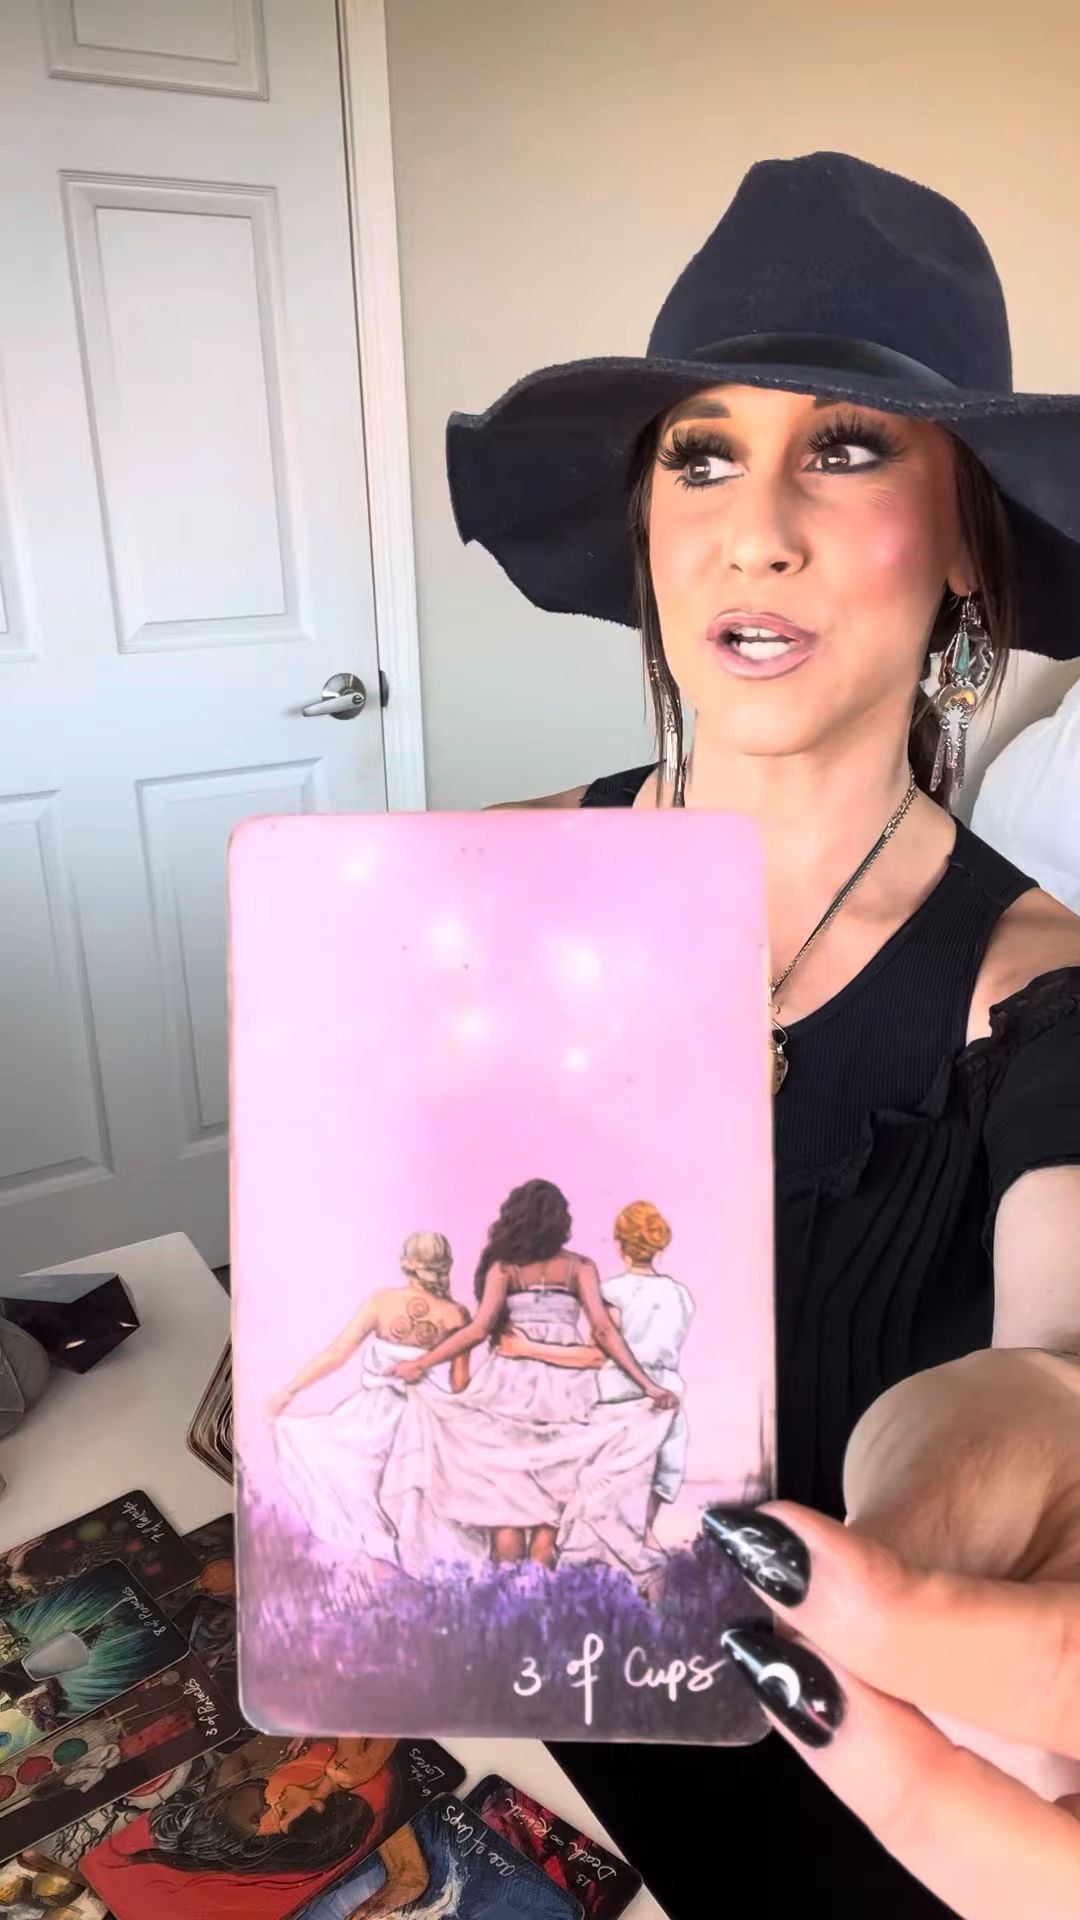 3 of Cups
7 of Pentacles
8 of Pentacles
3 of Pentacles
6. The
Lovers
Ace of Cups
13
Death & Rebirth